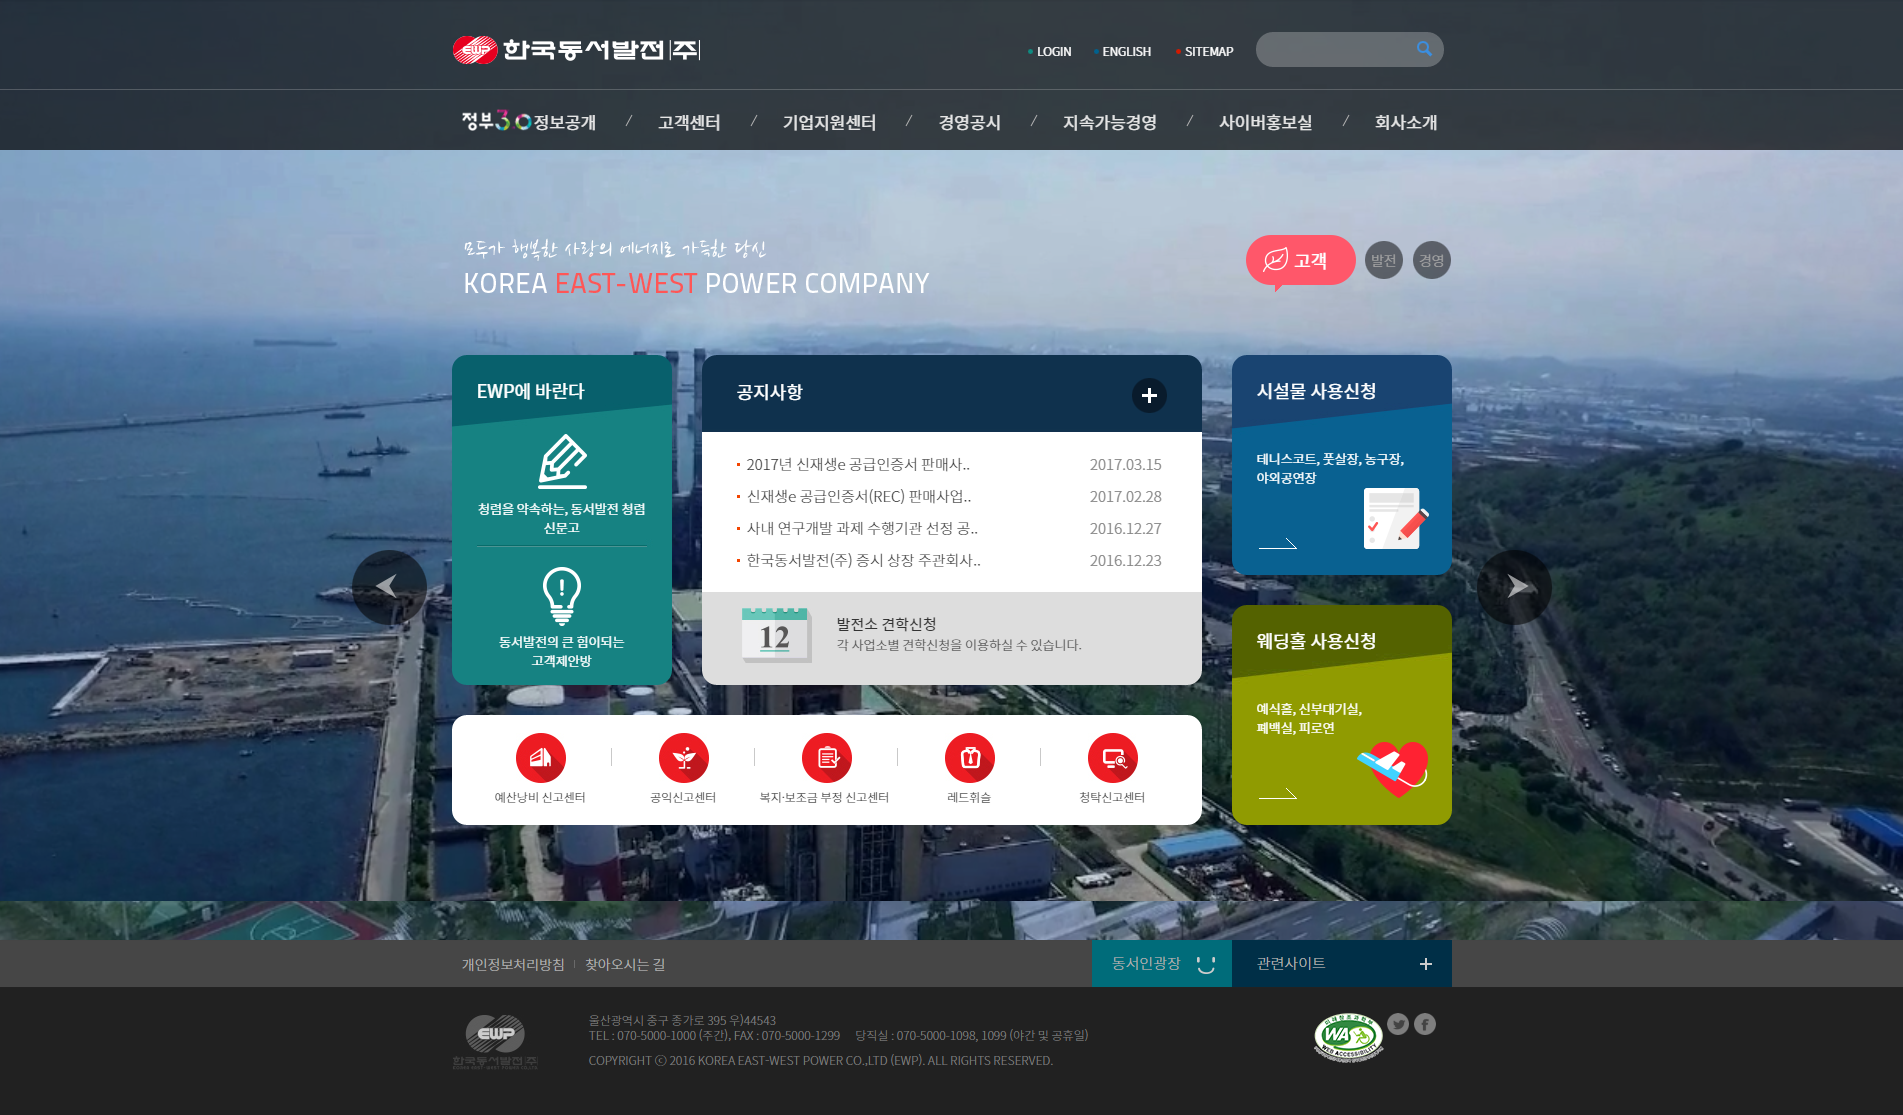 EWP 한국동서발전(주)
LOGIN
ENGLISH
SITEMAP
정부3.0 정보공개 / 고객센터 / 기업지원센터 / 경영공시 / 지속가능경영 / 사이버홍보실 / 회사소개
모두가 행복한 사랑의 에너지로 가득한 당신
KOREA EAST-WEST POWER COMPANY
고객
발전
경영
EWP에 바란다
청렴을 약속하는, 동서발전 청렴
신문고
동서발전의 큰 힘이되는
고객제안방
공지사항
2017년 신재생e 공급인증서 판매사.. 2017.03.15
신재생e 공급인증서(REC) 판매사업.. 2017.02.28
사내 연구개발 과제 수행기관 선정 공.. 2016.12.27
한국동서발전(주) 증시 상장 주관회사.. 2016.12.23
12
발전소 견학신청
각 사업소별 견학신청을 이용하실 수 있습니다.
시설물 사용신청
테니스코트, 풋살장, 농구장,
야외공연장
웨딩홀 사용신청
예식홀, 신부대기실,
폐백실, 피로연
예산낭비 신고센터
공익신고센터
복지·보조금 부정 신고센터
레드휘슬
청탁신고센터
개인정보처리방침
찾아오시는 길
동서인광장
관련사이트
EWP
한국동서발전(주)
울산광역시 중구 종가로 395 우)44543
TEL : 070-5000-1000 (주간), FAX : 070-5000-1299 당직실 : 070-5000-1098, 1099 (야간 및 공휴일)
COPYRIGHT ⓒ 2016 KOREA EAST-WEST POWER CO.,LTD (EWP). ALL RIGHTS RESERVED.
WA
WEB ACCESSIBILITY